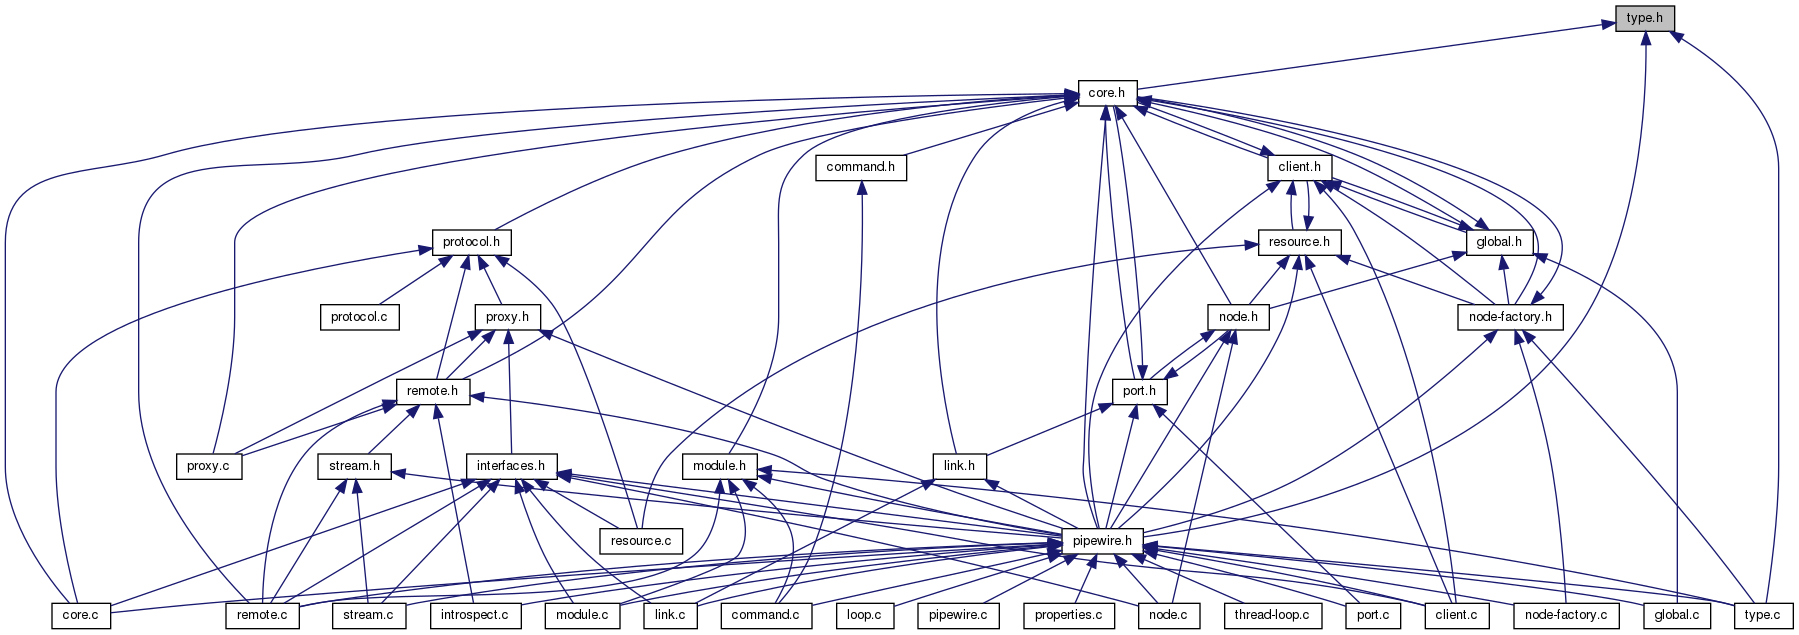 type.h
core.h
command.h
client.h
protocol.h
resource.h
global.h
protocol.c
proxy.h
node.h
node-factory.h
remote.h
port.h
proxy.c
stream.h
interfaces.h
module.h
link.h
resource.c
pipewire.h
core.c
remote.c
stream.c
introspect.c
module.c
link.c
command.c
loop.c
pipewire.c
properties.c
node.c
thread-loop.c
port.c
client.c
node-factory.c
global.c
type.c